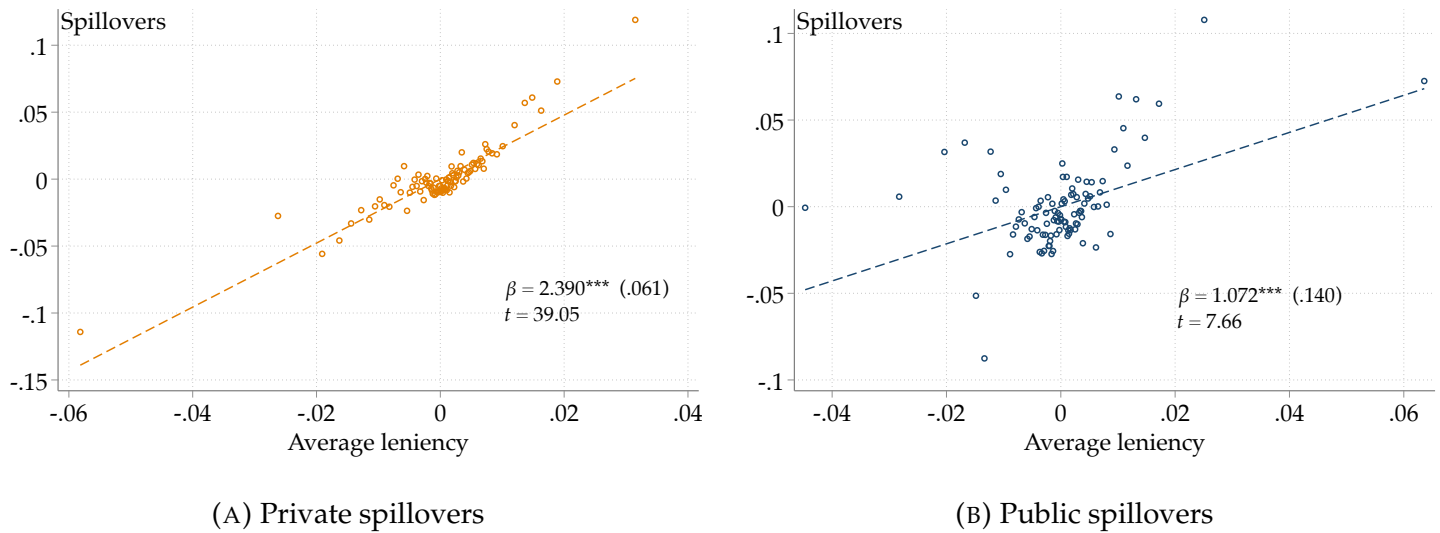 Spillovers
.1
.05
0
-.05
-.1
-.15
-.06
-.04
-.02
0
.02
.04
Average leniency
β = 2.390*** (.061)
t = 39.05
(A) Private spillovers
Spillovers
.1
.05
0
-.05
-.1
-.04
-.02
0
.02
.04
.06
Average leniency
β = 1.072*** (.140)
t = 7.66
(B) Public spillovers